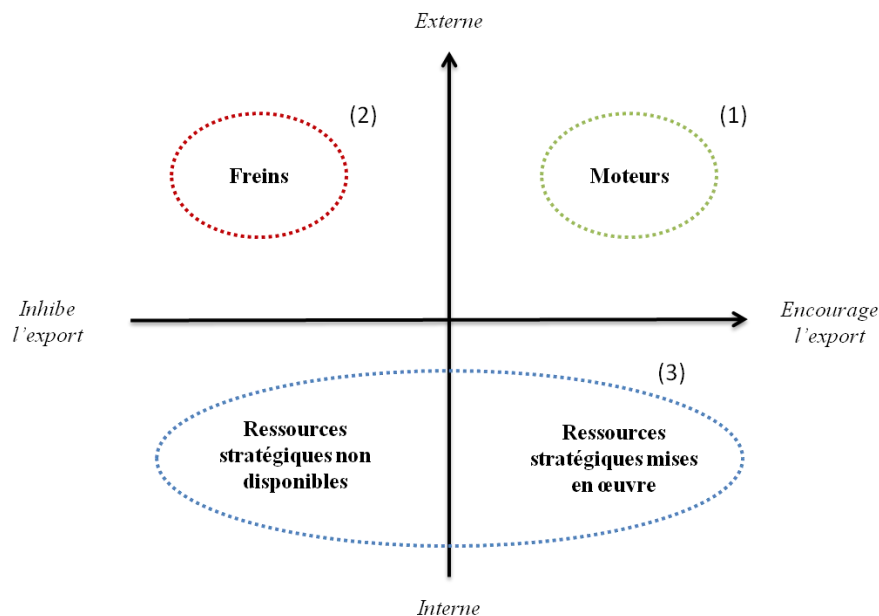 Externe
(2)
(1)
Freins
Moteurs
Inhibe
l’export
Encourage
l’export
(3)
Ressources
stratégiques non
disponibles
Ressources
stratégiques mises
en œuvre
Interne